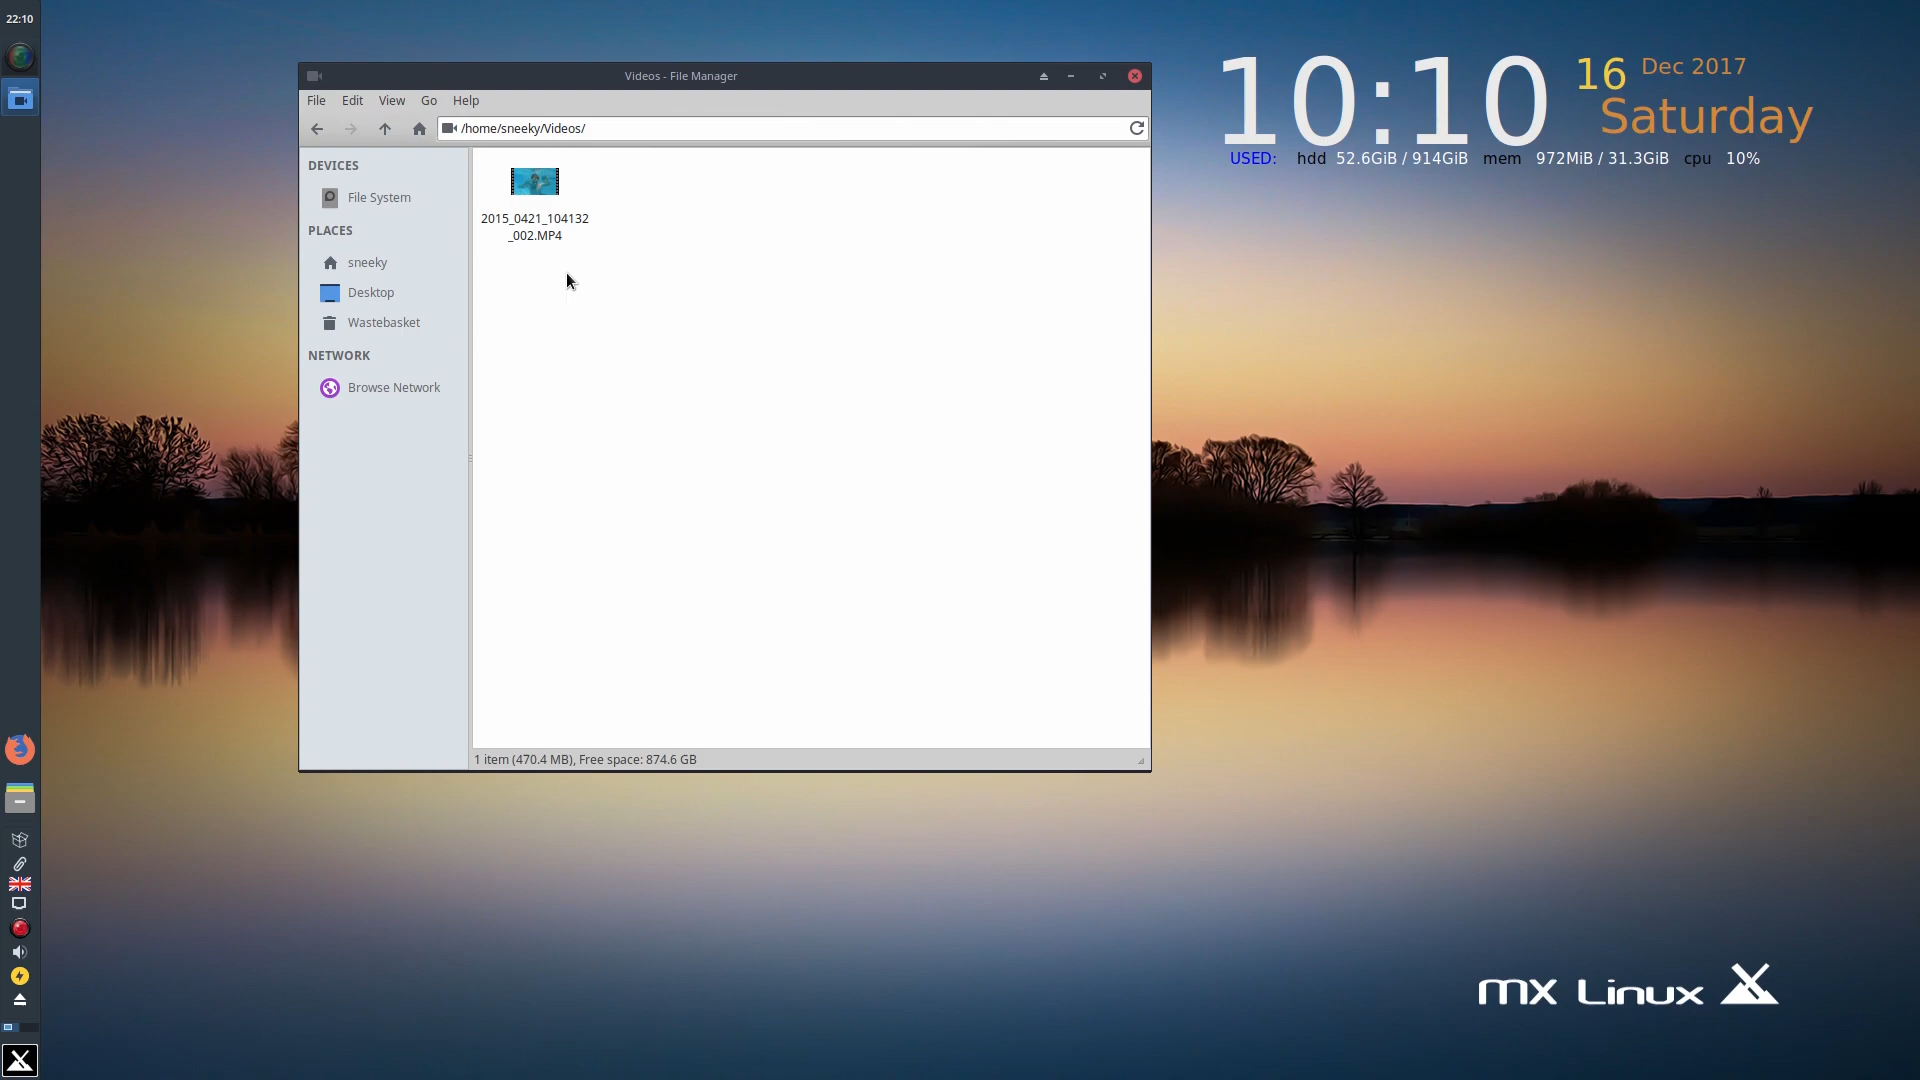 22:10
Videos - File Manager
File Edit View Go Help
/home/sneeky/Videos/
DEVICES
File System
PLACES
sneeky
Desktop
Wastebasket
NETWORK
Browse Network
2015_0421_104132
_002.MP4
1 item (470.4 MB), Free space: 874.6 GB
10:10 16 Dec 2017
Saturday
USED: hdd 52.6GiB / 914GiB mem 972MiB / 31.3GiB cpu 10%
mx Linux